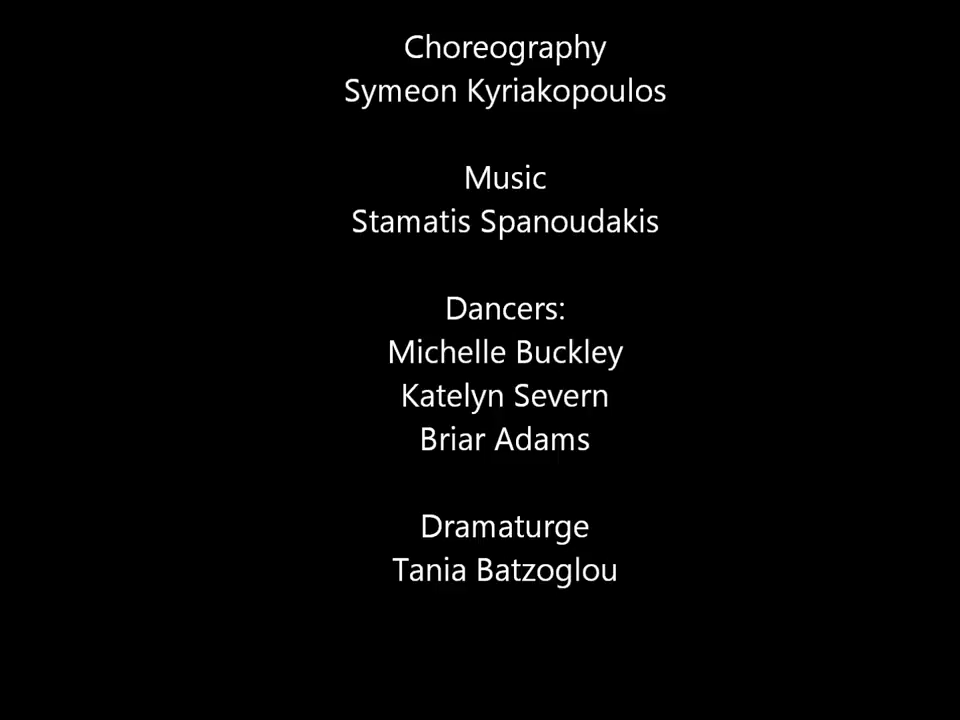 Choreography
Symeon Kyriakopoulos
Music
Stamatis Spanoudakis
Dancers:
Michelle Buckley
Katelyn Severn
Briar Adams
Dramaturge
Tania Batzoglou